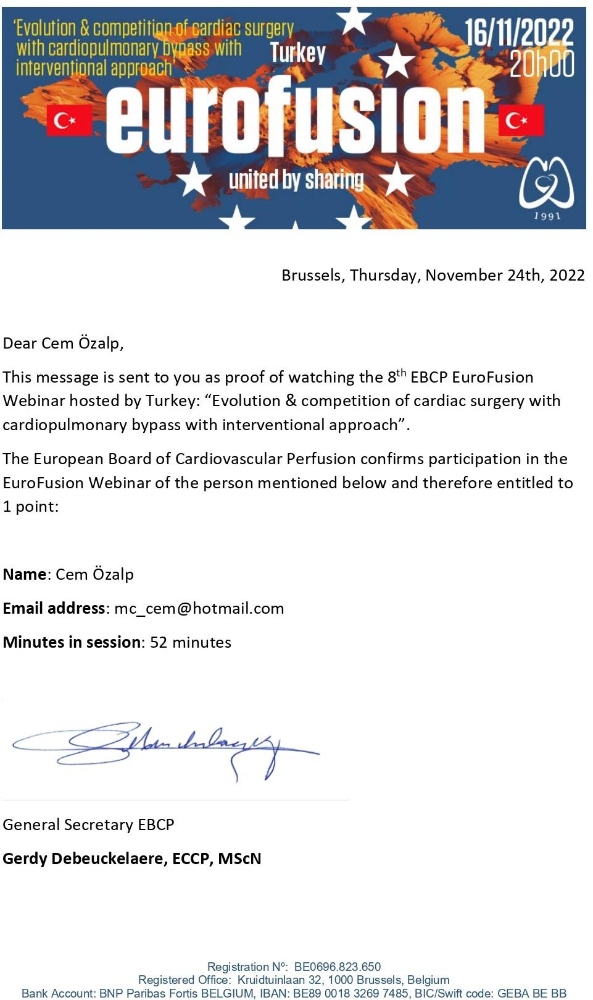 'Evolution & competition of cardiac surgery
with cardiopulmonary bypass with
interventional approach'
Turkey
16/11/2022
20h00
eurofusion
united by sharing
1991
Brussels, Thursday, November 24th, 2022
Dear Cem Özalp,
This message is sent to you as proof of watching the 8th EBCP EuroFusion
Webinar hosted by Turkey: “Evolution & competition of cardiac surgery with
cardiopulmonary bypass with interventional approach”.
The European Board of Cardiovascular Perfusion confirms participation in the
EuroFusion Webinar of the person mentioned below and therefore entitled to
1 point:
Name: Cem Özalp
Email address: mc_cem@hotmail.com
Minutes in session: 52 minutes
General Secretary EBCP
Gerdy Debeuckelaere, ECCP, MScN
Registration Nº: BE0696.823.650
Registered Office: Kruidtuinlaan 32, 1000 Brussels, Belgium
Bank Account: BNP Paribas Fortis BELGIUM, IBAN: BE89 0018 3269 7485, BIC/Swift code: GEBA BE BB